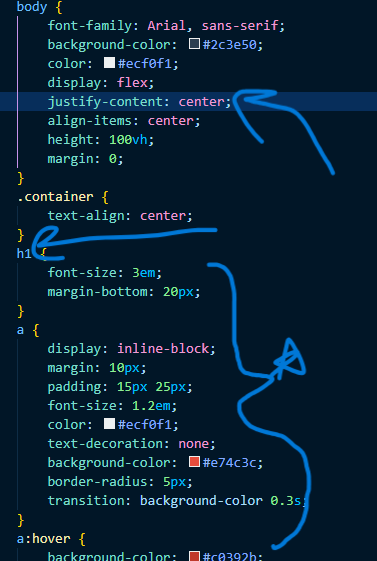 body {
font-family: Arial, sans-serif;
background-color: #2c3e50;
color: #ecf0f1;
display: flex;
justify-content: center;
align-items: center;
height: 100vh;
margin: 0;
}
.container {
text-align: center;
}
h1 {
font-size: 3em;
margin-bottom: 20px;
}
a {
display: inline-block;
margin: 10px;
padding: 15px 25px;
font-size: 1.2em;
color: #ecf0f1;
text-decoration: none;
background-color: #e74c3c;
border-radius: 5px;
transition: background-color 0.3s;
}
a:hover {
background-color: #c0392b;